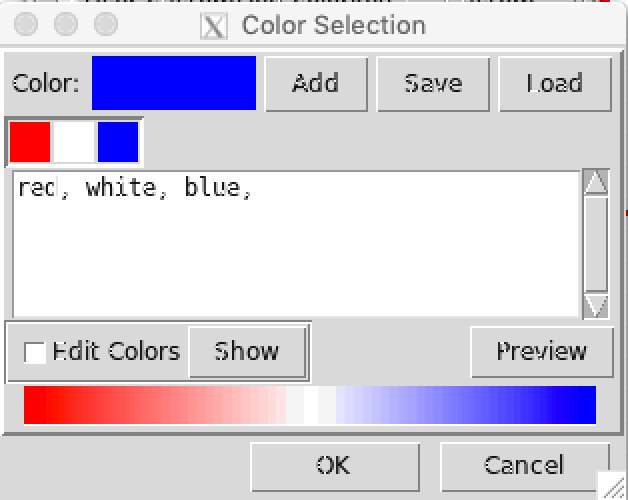 Color Selection
Color: Add Save Load
red, white, blue,
Edit Colors Show Preview
OK Cancel